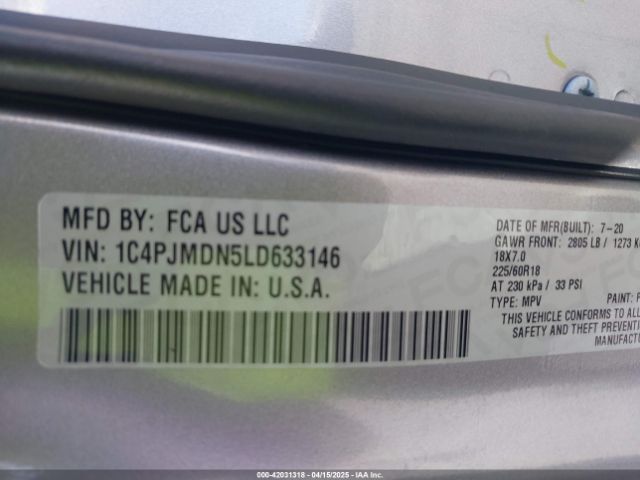 MFD BY: FCA US LLC
VIN: 1C4PJMDN5LD633146
VEHICLE MADE IN: U.S.A.
DATE OF MFR(BUILT): 7-20
GAWR FRONT: 2805 LB / 1273 K
18X7.0
225/60R18
AT 230 kPa / 33 PSI
TYPE: MPV
PAINT: P
THIS VEHICLE CONFORMS TO ALL
SAFETY AND THEFT PREVENTI
MANUFACT
000-42031318 - 04/15/2025 - IAA Inc.